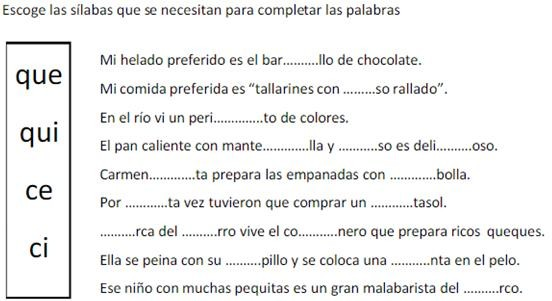 Escoge las sílabas que se necesitan para completar las palabras
que
qui
ce
ci
Mi helado preferido es el bar..........llo de chocolate.
Mi comida preferida es “tallarines con .........so rallado”.
En el río vi un peri..............to de colores.
El pan caliente con mante.............lla y ...........so es deli..........oso.
Carmen.............ta prepara las empanadas con .............bolla.
Por ............ta vez tuvieron que comprar un ............tasol.
..........rca del ..........rro vive el co...........nero que prepara ricos queques.
Ella se peina con su ..........pillo y se coloca una ...........nta en el pelo.
Ese niño con muchas pequitas es un gran malabarista del ..........rco.